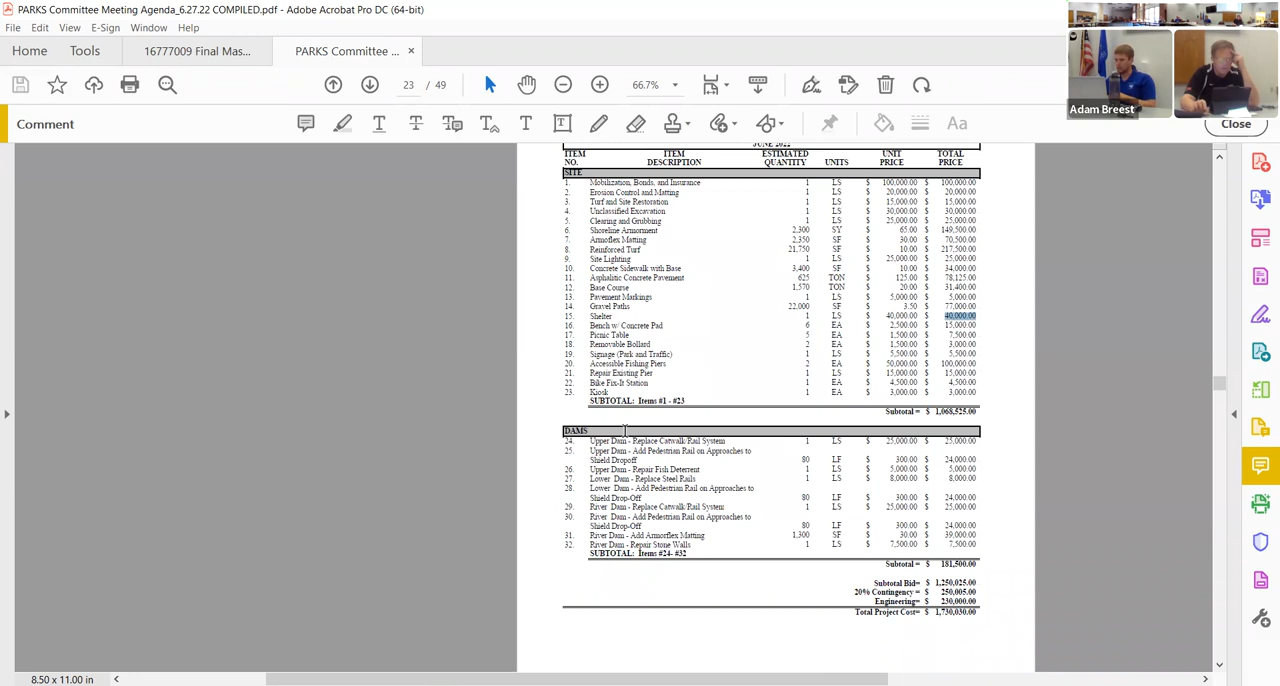 PARKS Committee Meeting Agenda_6.27.22 COMPILED.pdf - Adobe Acrobat Pro DC (64-bit)
File Edit View E-Sign Window Help
Home Tools 16777009 Final Mas... PARKS Committee ... ×
23 / 49 66.7%
Adam Breest
Comment Close
JUNE 2022
ITEM ITEM ESTIMATED UNIT TOTAL
NO. DESCRIPTION QUANTITY UNITS PRICE PRICE
SITE
1. Mobilization, Bonds, and Insurance 1 LS $ 100,000.00 $ 100,000.00
2. Erosion Control and Matting 1 LS $ 20,000.00 $ 20,000.00
3. Turf and Site Restoration 1 LS $ 15,000.00 $ 15,000.00
4. Unclassified Excavation 1 LS $ 30,000.00 $ 30,000.00
5. Clearing and Grubbing 1 LS $ 25,000.00 $ 25,000.00
6. Shoreline Armorment 2,300 SY $ 65.00 $ 149,500.00
7. Armoflex Matting 2,350 SF $ 30.00 $ 70,500.00
8. Reinforced Turf 21,750 SF $ 10.00 $ 217,500.00
9. Site Lighting 1 LS $ 25,000.00 $ 25,000.00
10. Concrete Sidewalk with Base 3,400 SF $ 10.00 $ 34,000.00
11. Asphaltic Concrete Pavement 625 TON $ 125.00 $ 78,125.00
12. Base Course 1,570 TON $ 20.00 $ 31,400.00
13. Pavement Markings 1 LS $ 5,000.00 $ 5,000.00
14. Gravel Paths 22,000 SF $ 3.50 $ 77,000.00
15. Shelter 1 LS $ 40,000.00 $ 40,000.00
16. Bench w/ Concrete Pad 6 EA $ 2,500.00 $ 15,000.00
17. Picnic Table 5 EA $ 1,500.00 $ 7,500.00
18. Removable Bollard 2 EA $ 1,500.00 $ 3,000.00
19. Signage (Park and Traffic) 1 LS $ 5,500.00 $ 5,500.00
20. Accessible Fishing Piers 2 EA $ 50,000.00 $ 100,000.00
21. Repair Existing Pier 1 LS $ 15,000.00 $ 15,000.00
22. Bike Fix-It Station 1 EA $ 4,500.00 $ 4,500.00
23. Kiosk 1 EA $ 3,000.00 $ 3,000.00
SUBTOTAL: Items #1 - #23
Subtotal = $ 1,068,525.00
DAMS
24. Upper Dam - Replace Catwalk/Rail System 1 LS $ 25,000.00 $ 25,000.00
25. Upper Dam - Add Pedestrian Rail on Approaches to
Shield Dropoff 80 LF $ 300.00 $ 24,000.00
26. Upper Dam - Repair Fish Deterrent 1 LS $ 5,000.00 $ 5,000.00
27. Lower Dam - Replace Steel Rails 1 LS $ 8,000.00 $ 8,000.00
28. Lower Dam - Add Pedestrian Rail on Approaches to
Shield Drop-Off 80 LF $ 300.00 $ 24,000.00
29. River Dam - Replace Catwalk/Rail System 1 LS $ 25,000.00 $ 25,000.00
30. River Dam - Add Pedestrian Rail on Approaches to
Shield Drop-Off 80 LF $ 300.00 $ 24,000.00
31. River Dam - Add Armorflex Matting 1,300 SF $ 30.00 $ 39,000.00
32. River Dam - Repair Stone Walls 1 LS $ 7,500.00 $ 7,500.00
SUBTOTAL: Items #24- #32
Subtotal = $ 181,500.00
Subtotal Bid= $ 1,250,025.00
20% Contingency = $ 250,005.00
Engineering= $ 230,000.00
Total Project Cost= $ 1,730,030.00
8.50 x 11.00 in